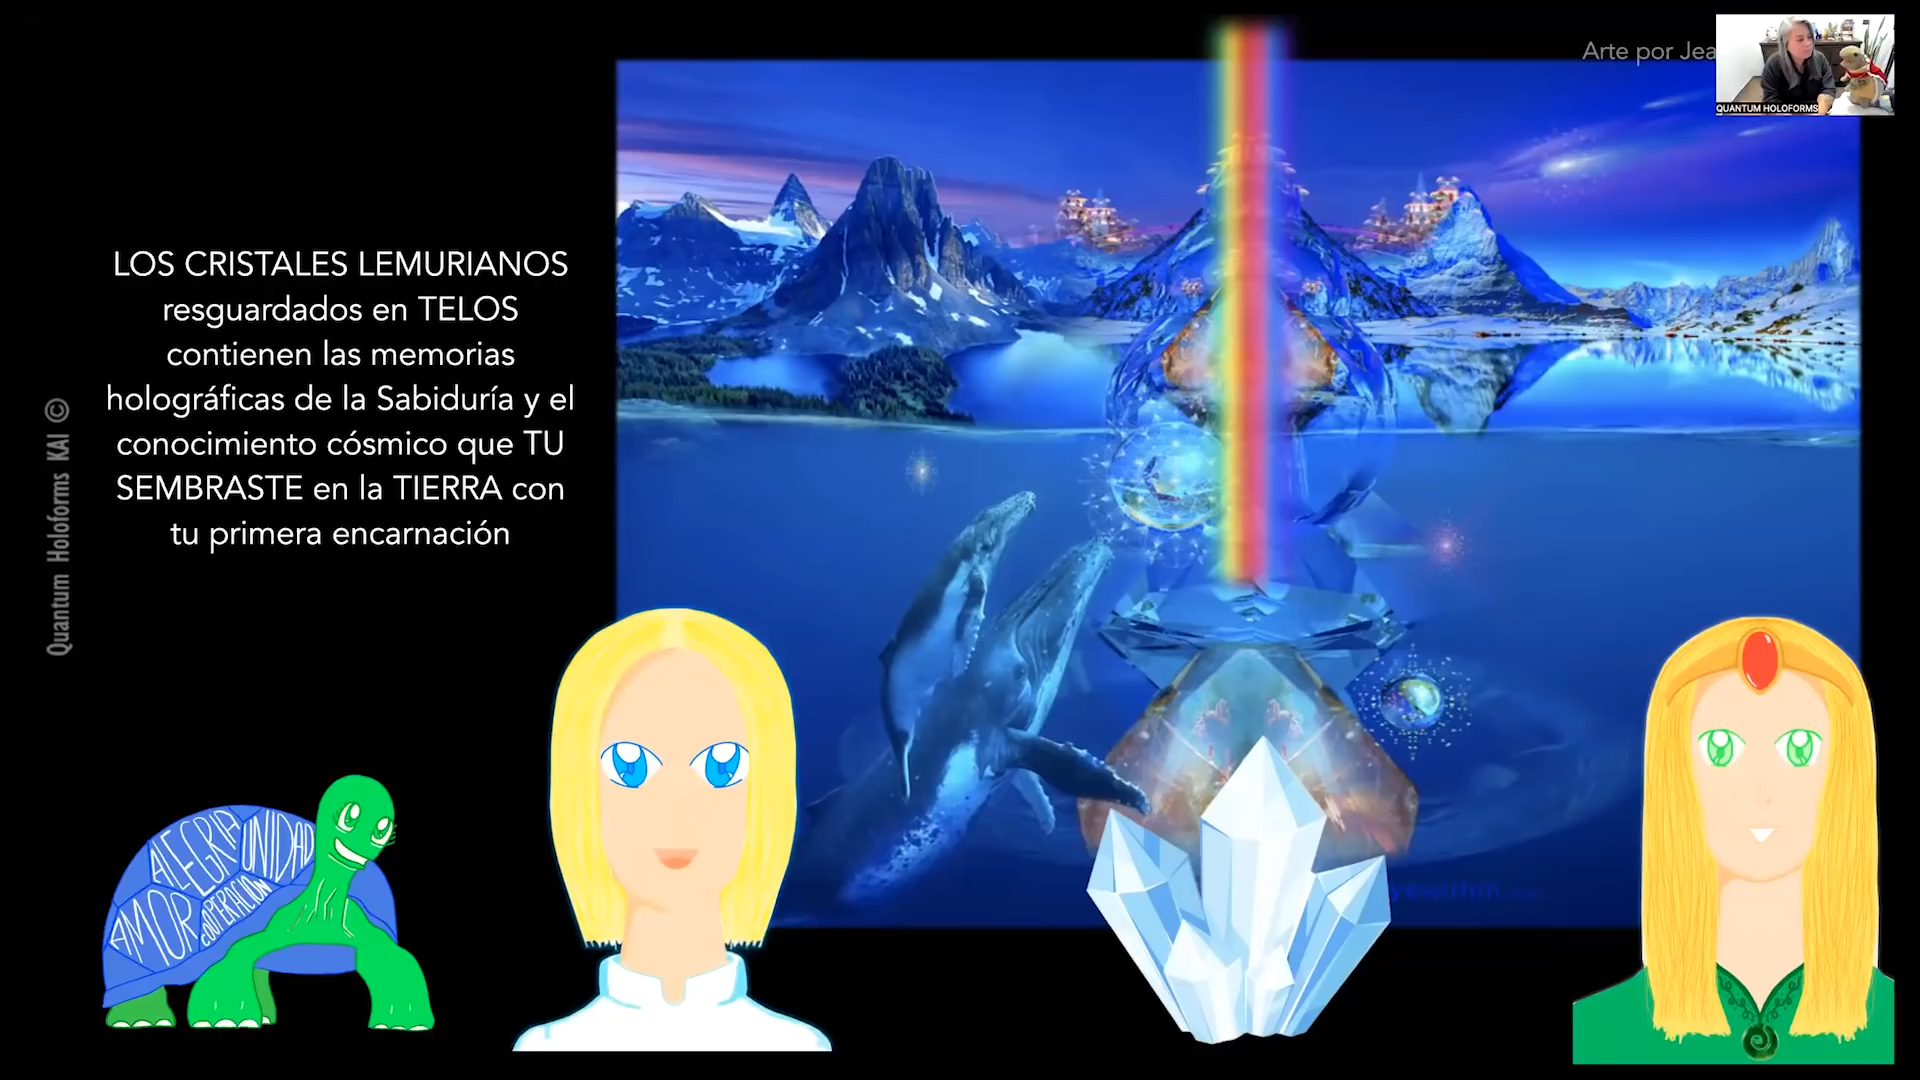 Arte por Jea
QUANTUM HOLOFORMS
LOS CRISTALES LEMURIANOS
resguardados en TELOS
contienen las memorias
holográficas de la Sabiduría y el
conocimiento cósmico que TU
SEMBRASTE en la TIERRA con
tu primera encarnación
Quantum Holoforms KAI ©
ALEGRIA
UNIDAD
AMOR
COOPERACION